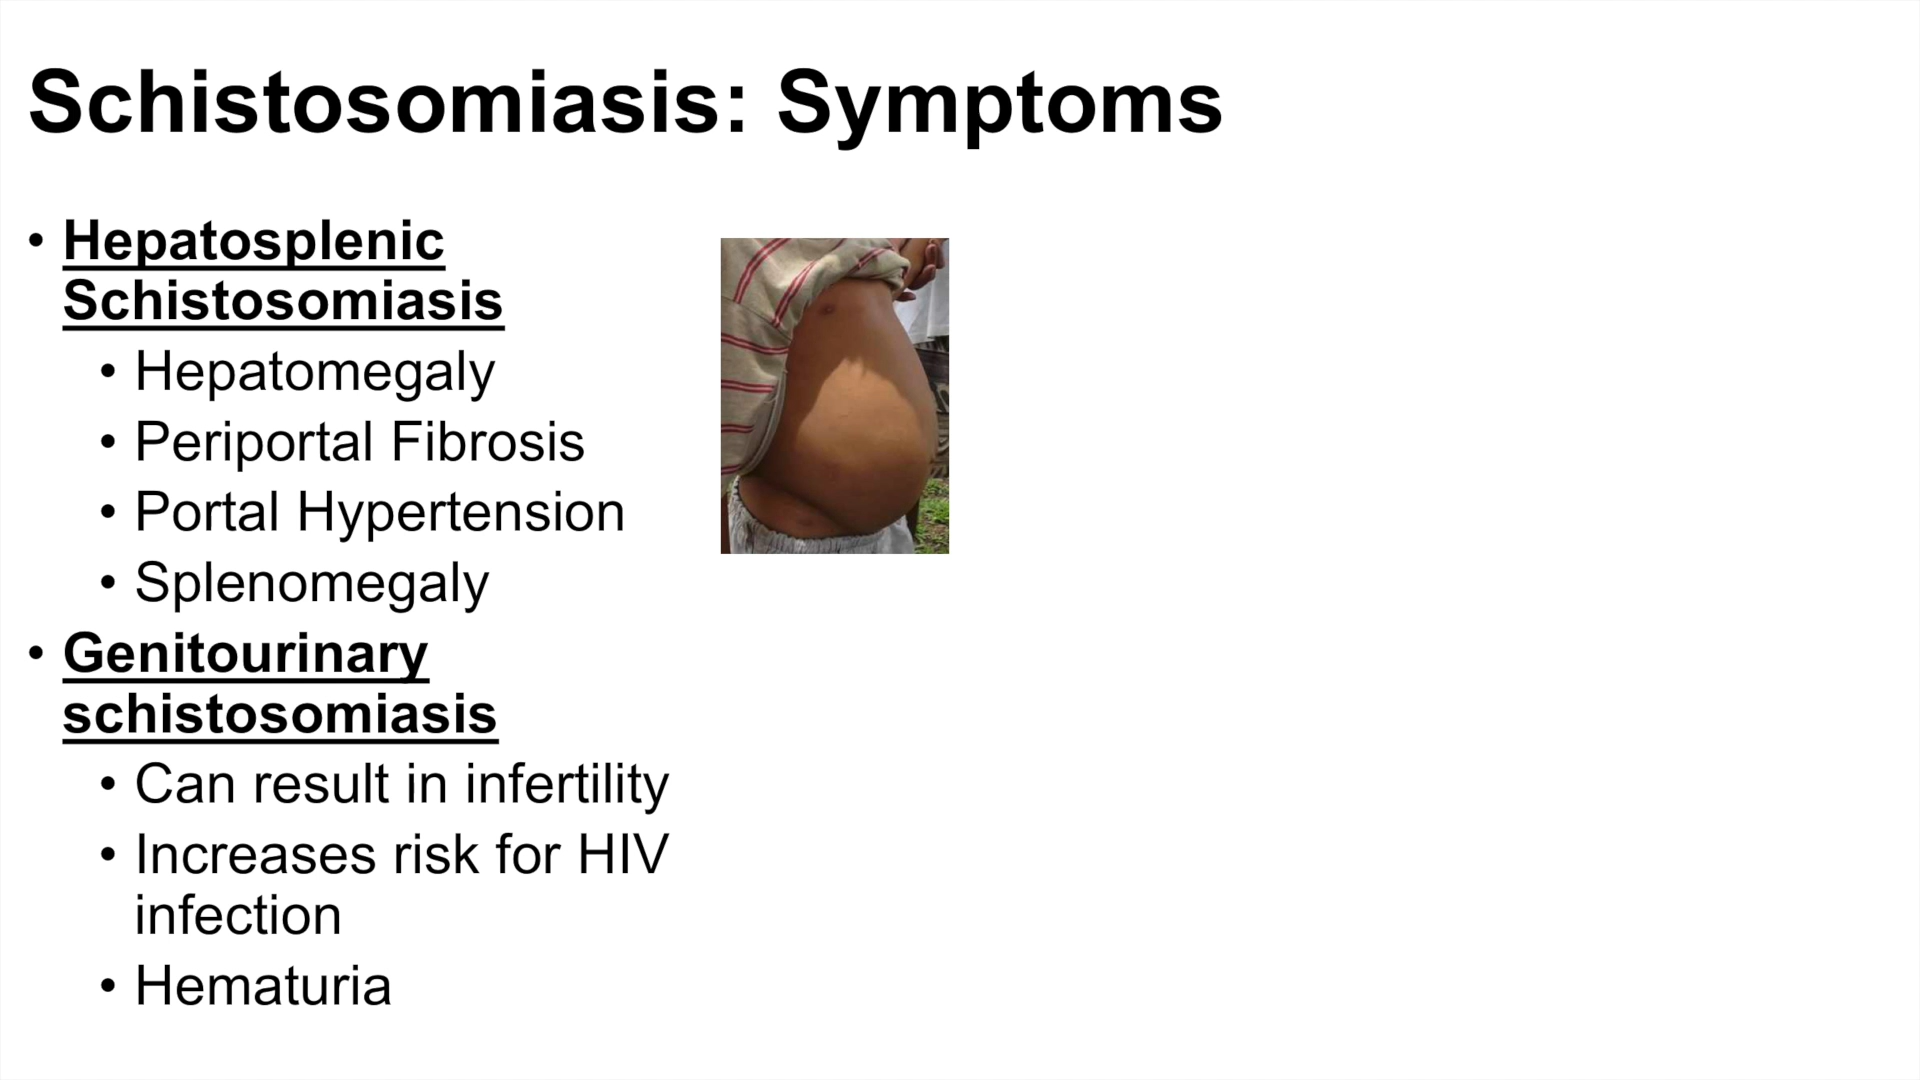 Schistosomiasis: Symptoms
• Hepatosplenic
Schistosomiasis
• Hepatomegaly
• Periportal Fibrosis
• Portal Hypertension
• Splenomegaly
• Genitourinary
schistosomiasis
• Can result in infertility
• Increases risk for HIV
infection
• Hematuria